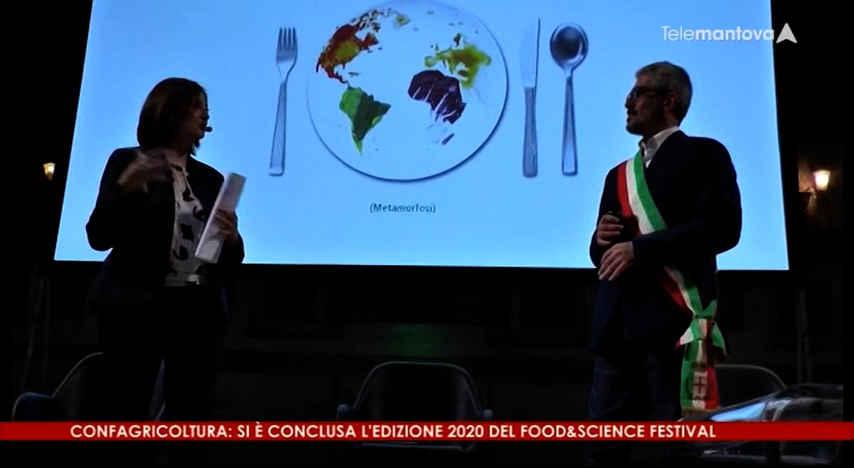 Telemantova
(Metamorfosi)
CONFAGRICOLTURA: SI È CONCLUSA L'EDIZIONE 2020 DEL FOOD&SCIENCE FESTIVAL